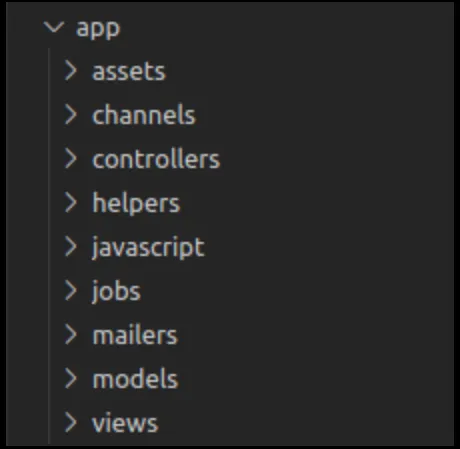 app
assets
channels
controllers
helpers
javascript
jobs
mailers
models
views